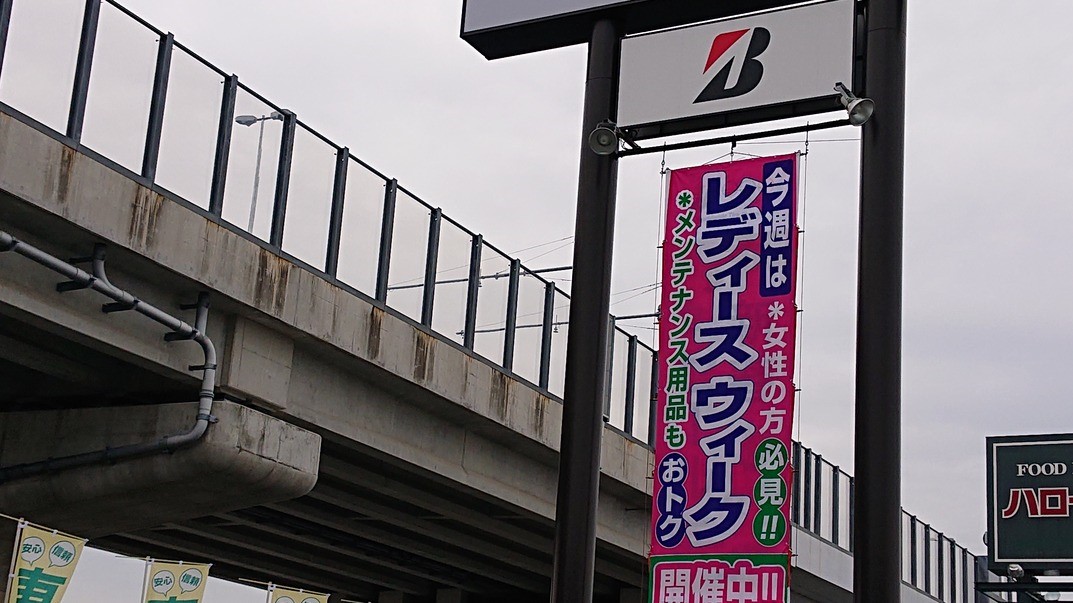 B
今週は
*女性の方必見!!
レディースウィーク
*メンテナンス用品もおトク
開催中!!
FOOD
ハロー
安心 信頼
車
安心 信頼